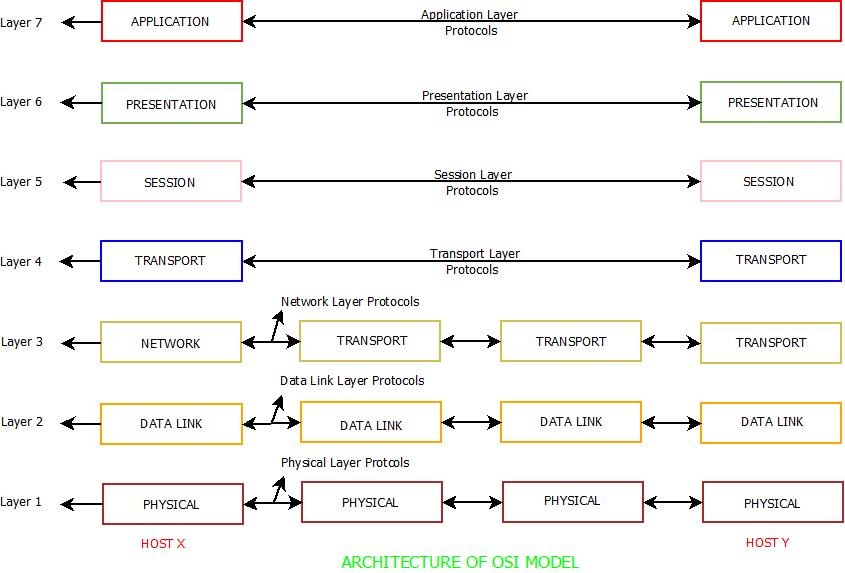 Layer 7 APPLICATION Application Layer Protocols APPLICATION
Layer 6 PRESENTATION Presentation Layer Protocols PRESENTATION
Layer 5 SESSION Session Layer Protocols SESSION
Layer 4 TRANSPORT Transport Layer Protocols TRANSPORT
Network Layer Protocols
Layer 3 NETWORK TRANSPORT TRANSPORT TRANSPORT
Data Link Layer Protocols
Layer 2 DATA LINK DATA LINK DATA LINK DATA LINK
Physical Layer Protcols
Layer 1 PHYSICAL PHYSICAL PHYSICAL PHYSICAL
HOST X HOST Y
ARCHITECTURE OF OSI MODEL